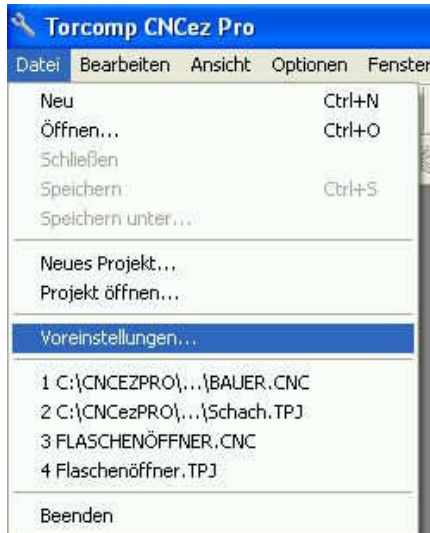 Torcomp CNCez Pro
Datei Bearbeiten Ansicht Optionen Fenster
Neu Ctrl+N
Öffnen... Ctrl+O
Schließen
Speichern Ctrl+S
Speichern unter...
Neues Projekt...
Projekt öffnen...
Voreinstellungen...
1 C:\CNCEZPRO\...\BAUER.CNC
2 C:\CNCezPRO\...\Schach.TPJ
3 FLASCHENÖFFNER.CNC
4 Flaschenöffner.TPJ
Beenden